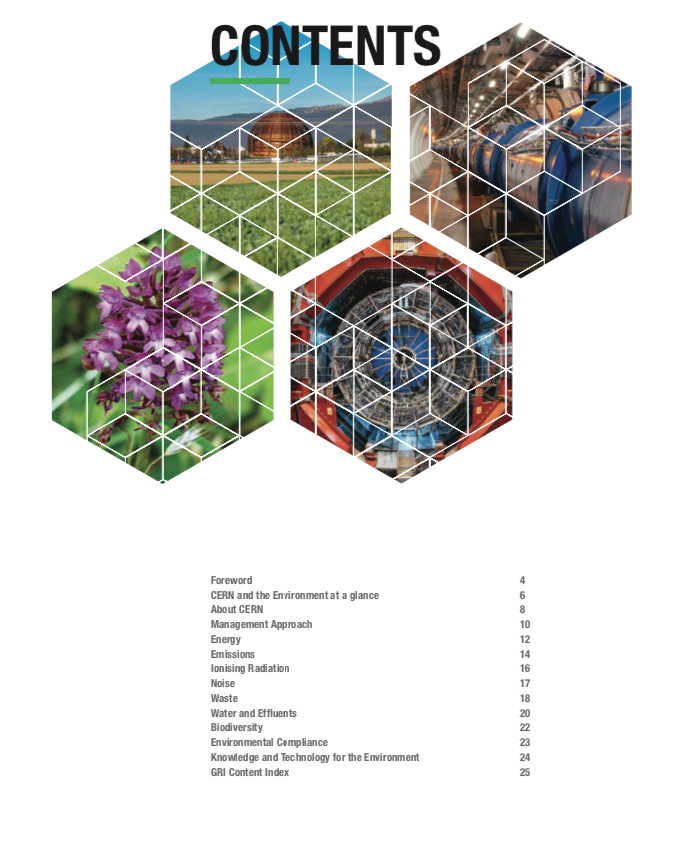 CONTENTS
Foreword 4
CERN and the Environment at a glance 6
About CERN 8
Management Approach 10
Energy 12
Emissions 14
Ionising Radiation 16
Noise 17
Waste 18
Water and Effluents 20
Biodiversity 22
Environmental Compliance 23
Knowledge and Technology for the Environment 24
GRI Content Index 25